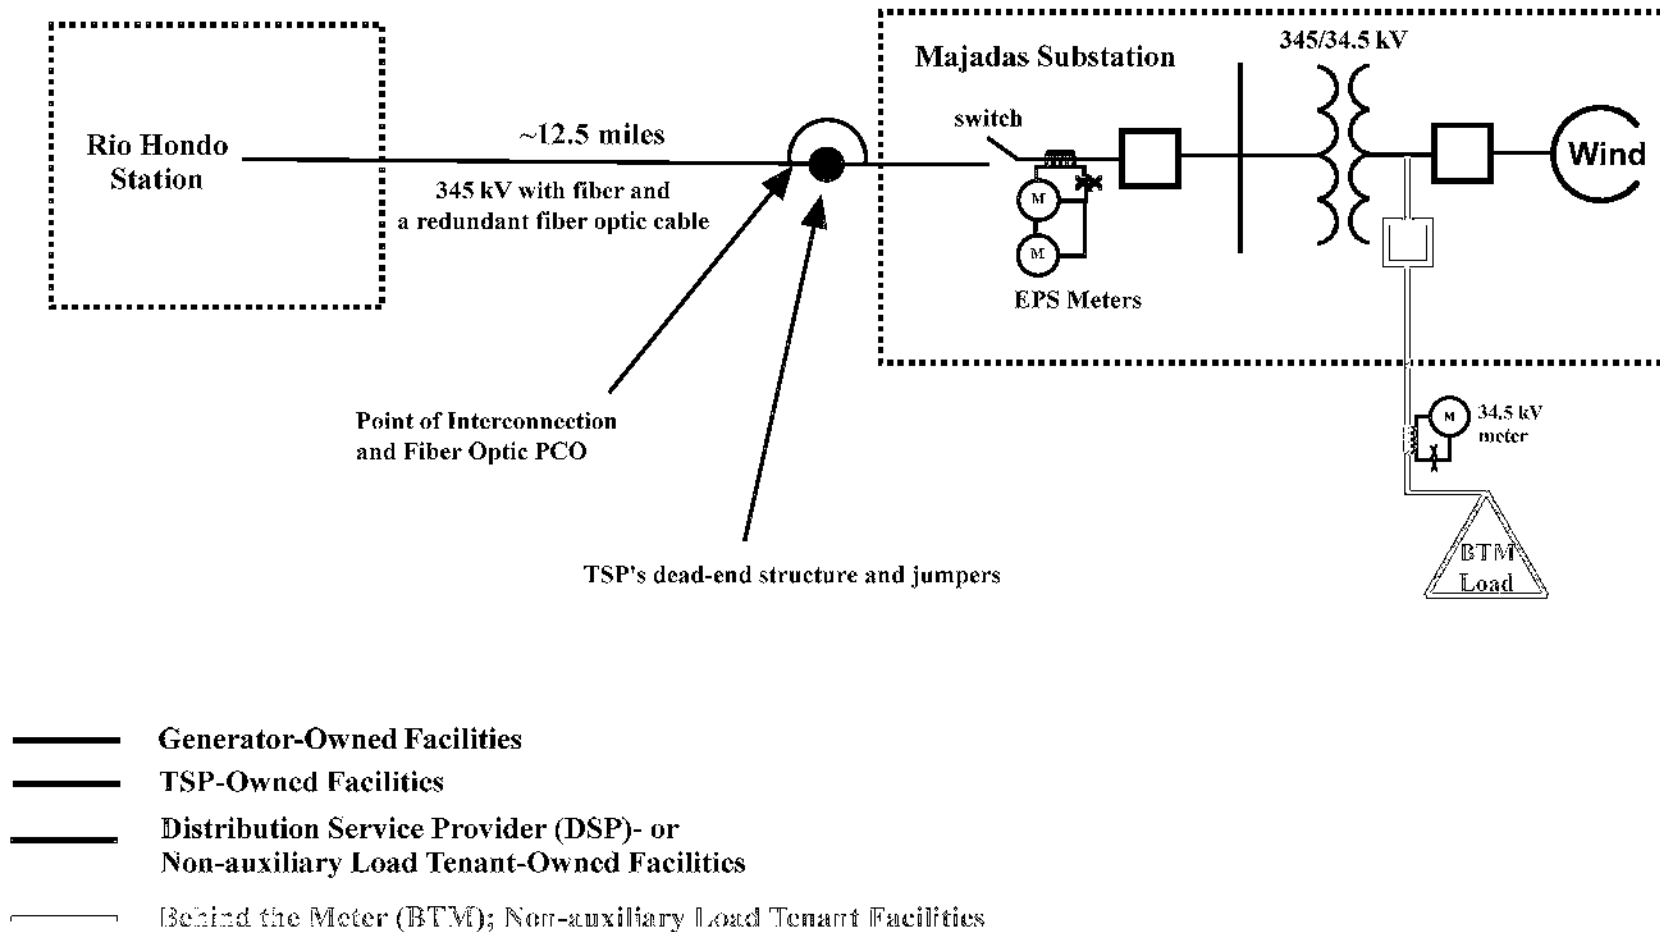 345/34.5 kV
Majadas Substation
switch
~12.5 miles
Rio Hondo
Station
345 kV with fiber and
a redundant fiber optic cable
Wind
M
M
EPS Meters
Point of Interconnection
and Fiber Optic PCO
M
34.5 kV
meter
TSP's dead-end structure and jumpers
BTM
Load
Generator-Owned Facilities
TSP-Owned Facilities
Distribution Service Provider (DSP)- or
Non-auxiliary Load Tenant-Owned Facilities
Behind the Meter (BTM); Non-auxiliary Load Tenant Facilities